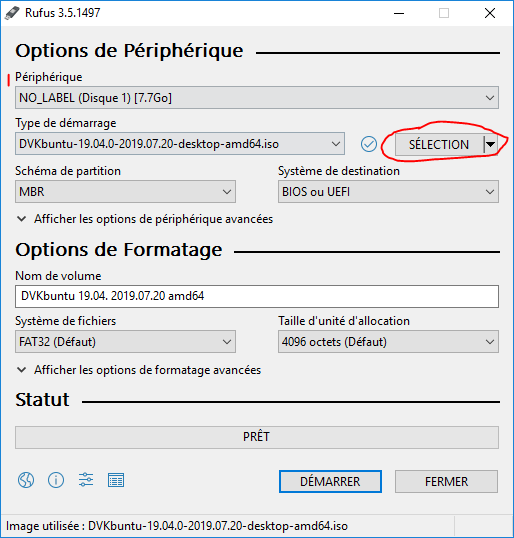 Rufus 3.5.1497
Options de Périphérique
Périphérique
NO_LABEL (Disque 1) [7.7Go]
Type de démarrage
DVKbuntu-19.04.0-2019.07.20-desktop-amd64.iso
SÉLECTION
Schéma de partition
Système de destination
MBR
BIOS ou UEFI
Afficher les options de périphérique avancées
Options de Formatage
Nom de volume
DVKbuntu 19.04. 2019.07.20 amd64
Système de fichiers
Taille d'unité d'allocation
FAT32 (Défaut)
4096 octets (Défaut)
Afficher les options de formatage avancées
Statut
PRÊT
DÉMARRER
FERMER
Image utilisée : DVKbuntu-19.04.0-2019.07.20-desktop-amd64.iso